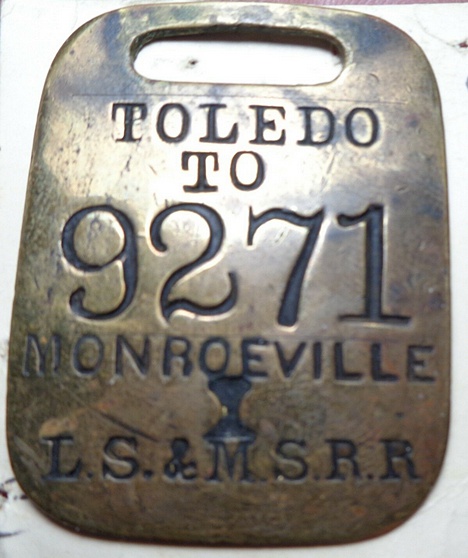 TOLEDO
TO
9271
MONROEVILLE
I
L.S.&M.S.R.R